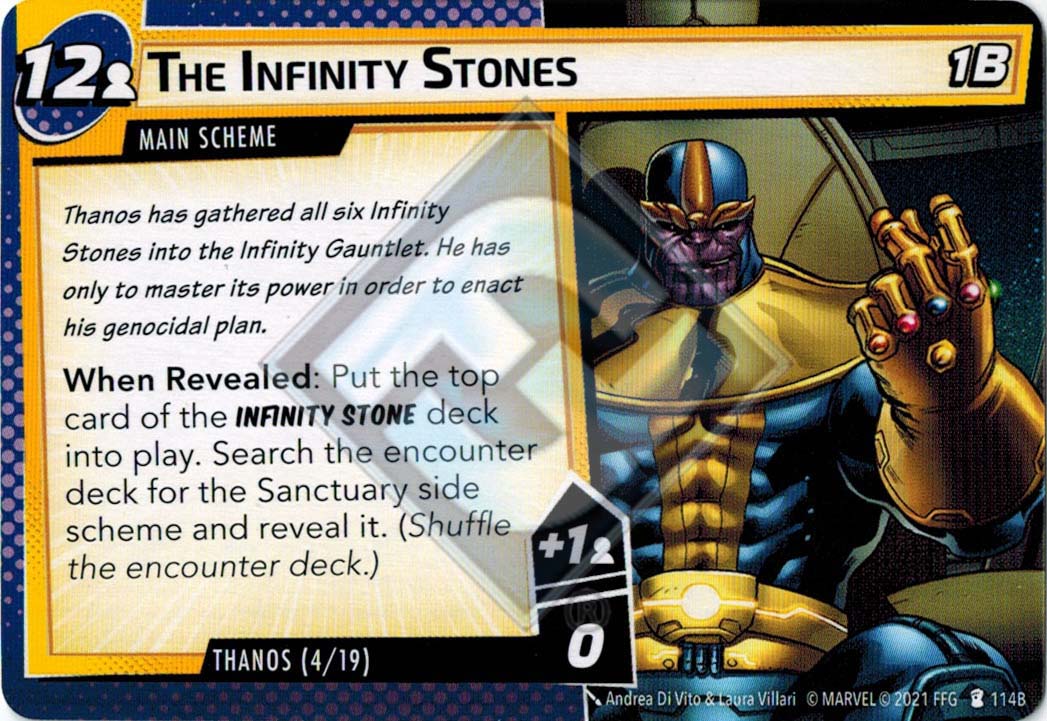 12
THE INFINITY STONES
1B
MAIN SCHEME
Thanos has gathered all six Infinity
Stones into the Infinity Gauntlet. He has
only to master its power in order to enact
his genocidal plan.
When Revealed: Put the top
card of the INFINITY STONE deck
into play. Search the encounter
deck for the Sanctuary side
scheme and reveal it. (Shuffle
the encounter deck.)
+1
®
0
THANOS (4/19)
Andrea Di Vito & Laura Villari © MARVEL © 2021 FFG 114B